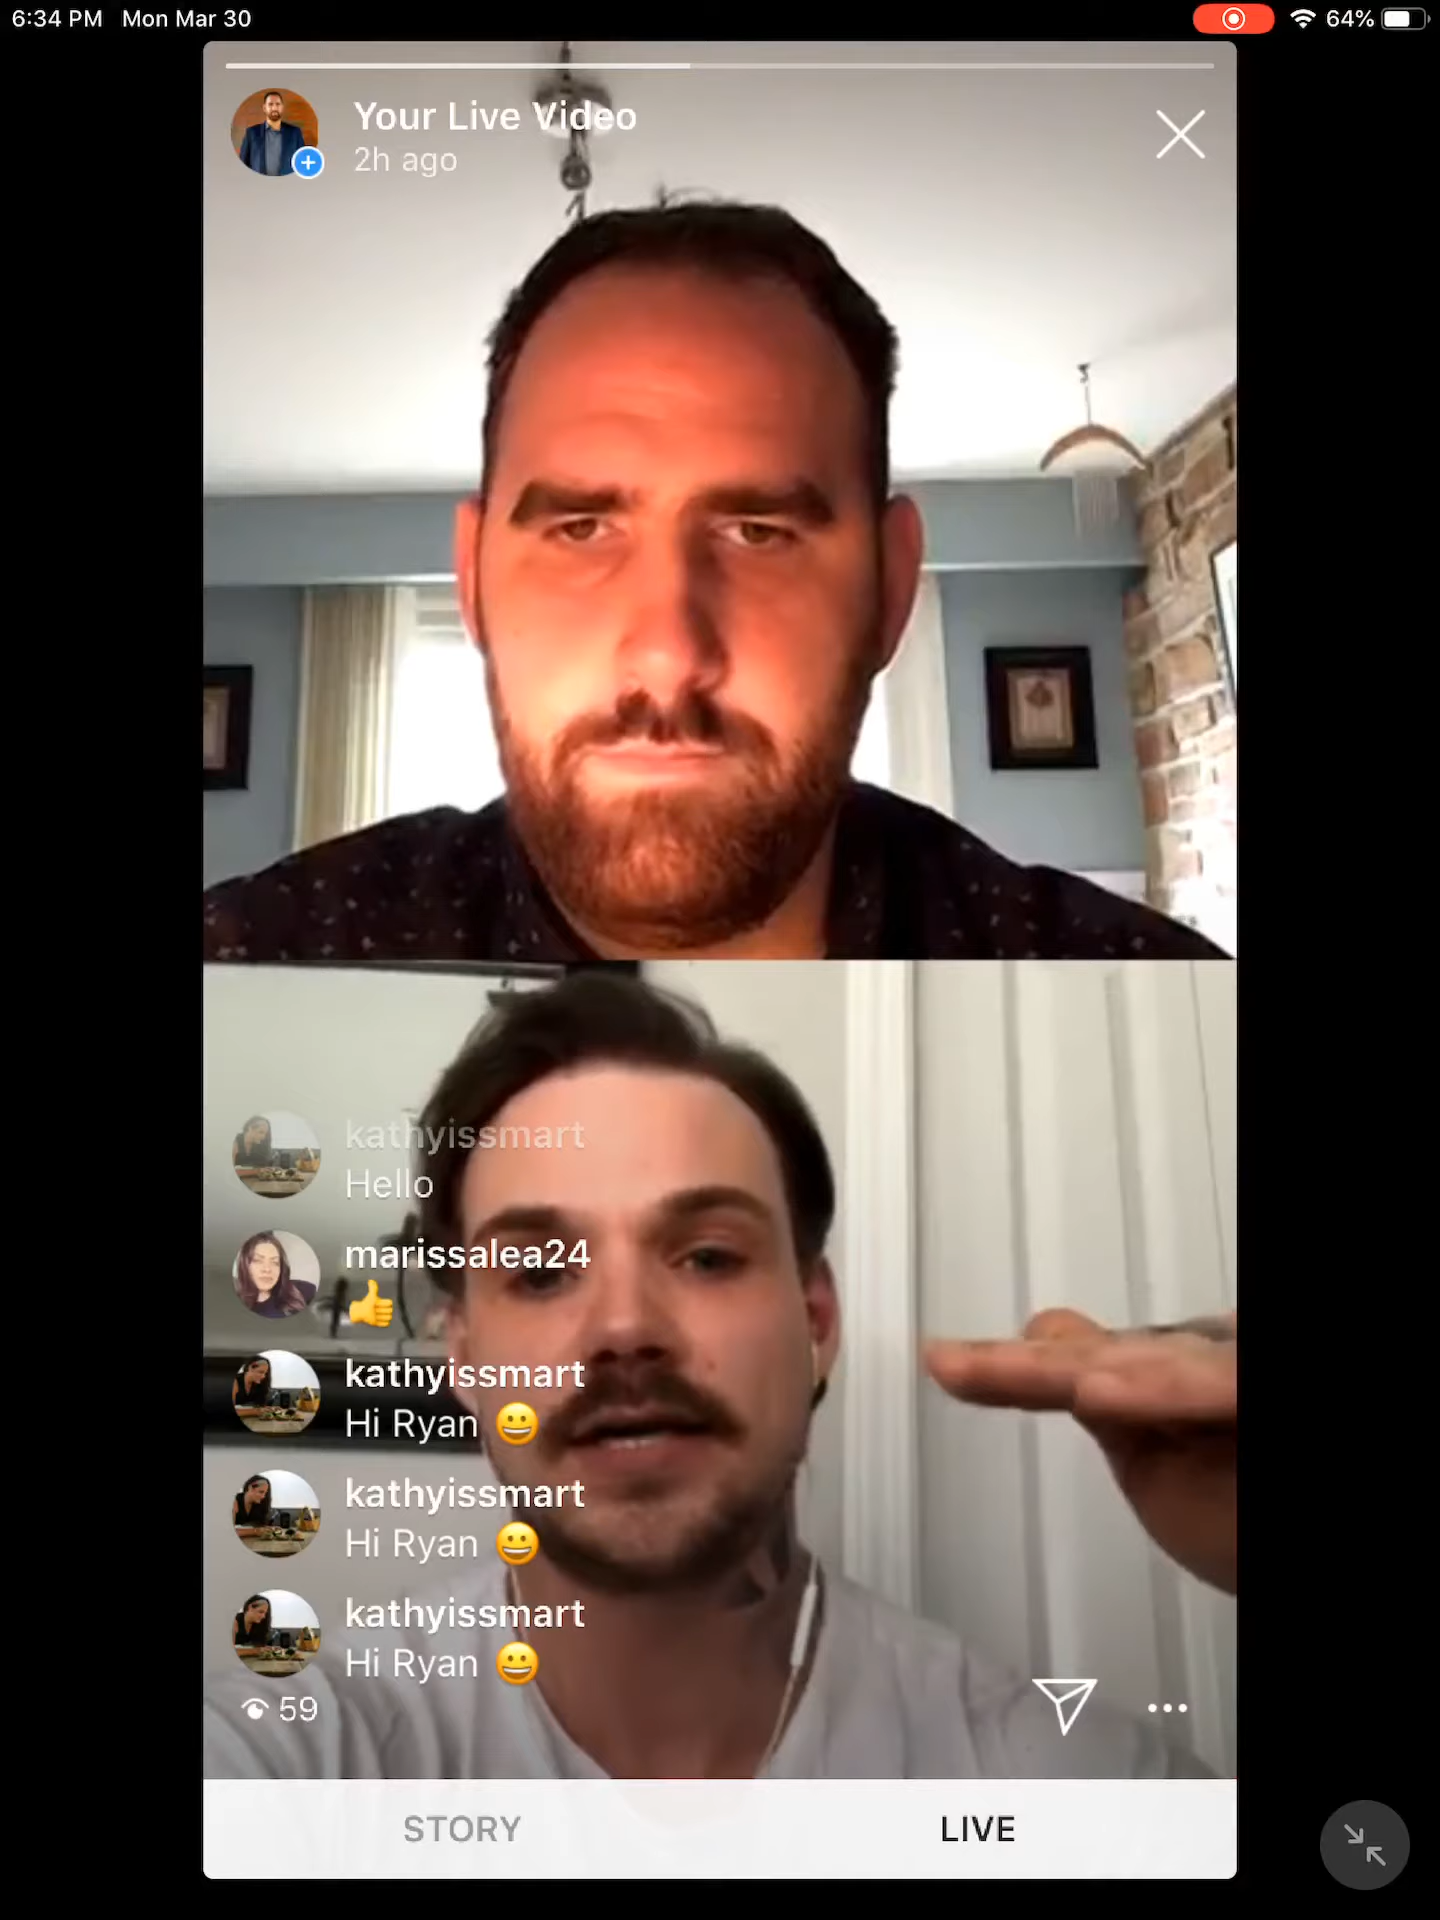 6:34 PM Mon Mar 30
64%
Your Live Video
2h ago
kathyissmart
Hello
marissalea24
👍
kathyissmart
Hi Ryan 😀
kathyissmart
Hi Ryan 😀
kathyissmart
Hi Ryan 😀
59
STORY LIVE